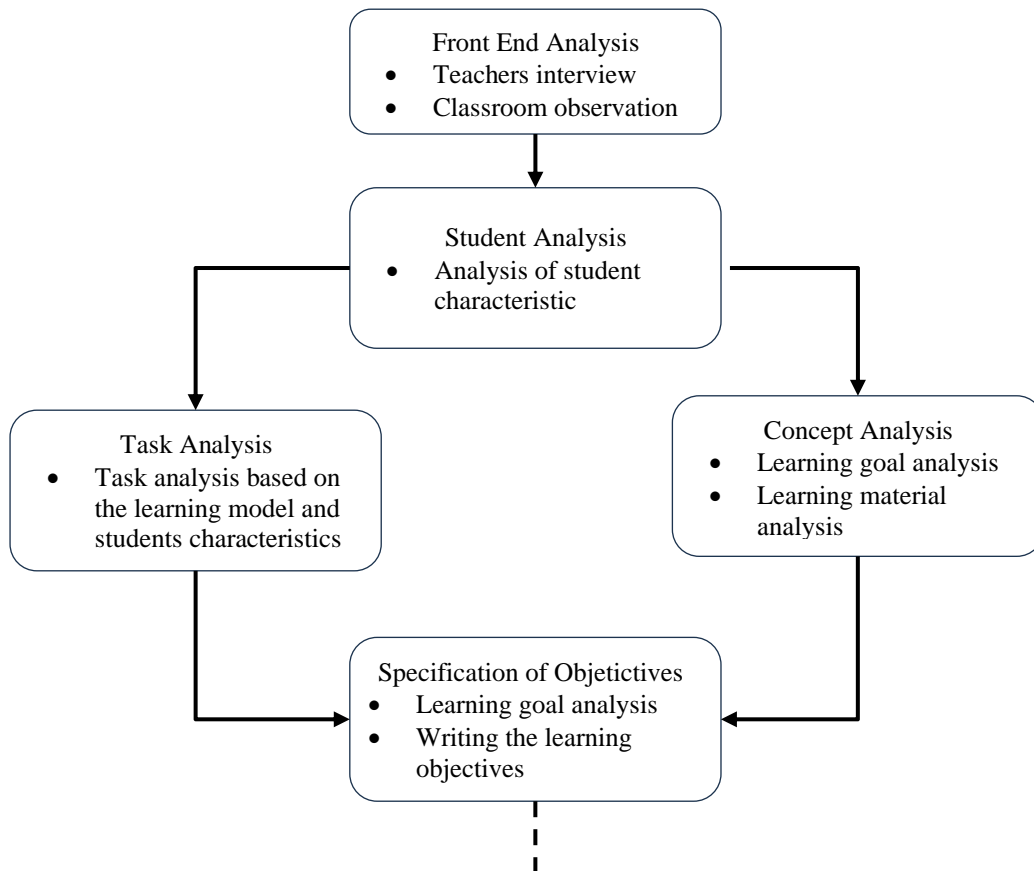 Front End Analysis
• Teachers interview
• Classroom observation
Student Analysis
• Analysis of student
characteristic
Task Analysis
• Task analysis based on
the learning model and
students characteristics
Concept Analysis
• Learning goal analysis
• Learning material
analysis
Specification of Objetictives
• Learning goal analysis
• Writing the learning
objectives